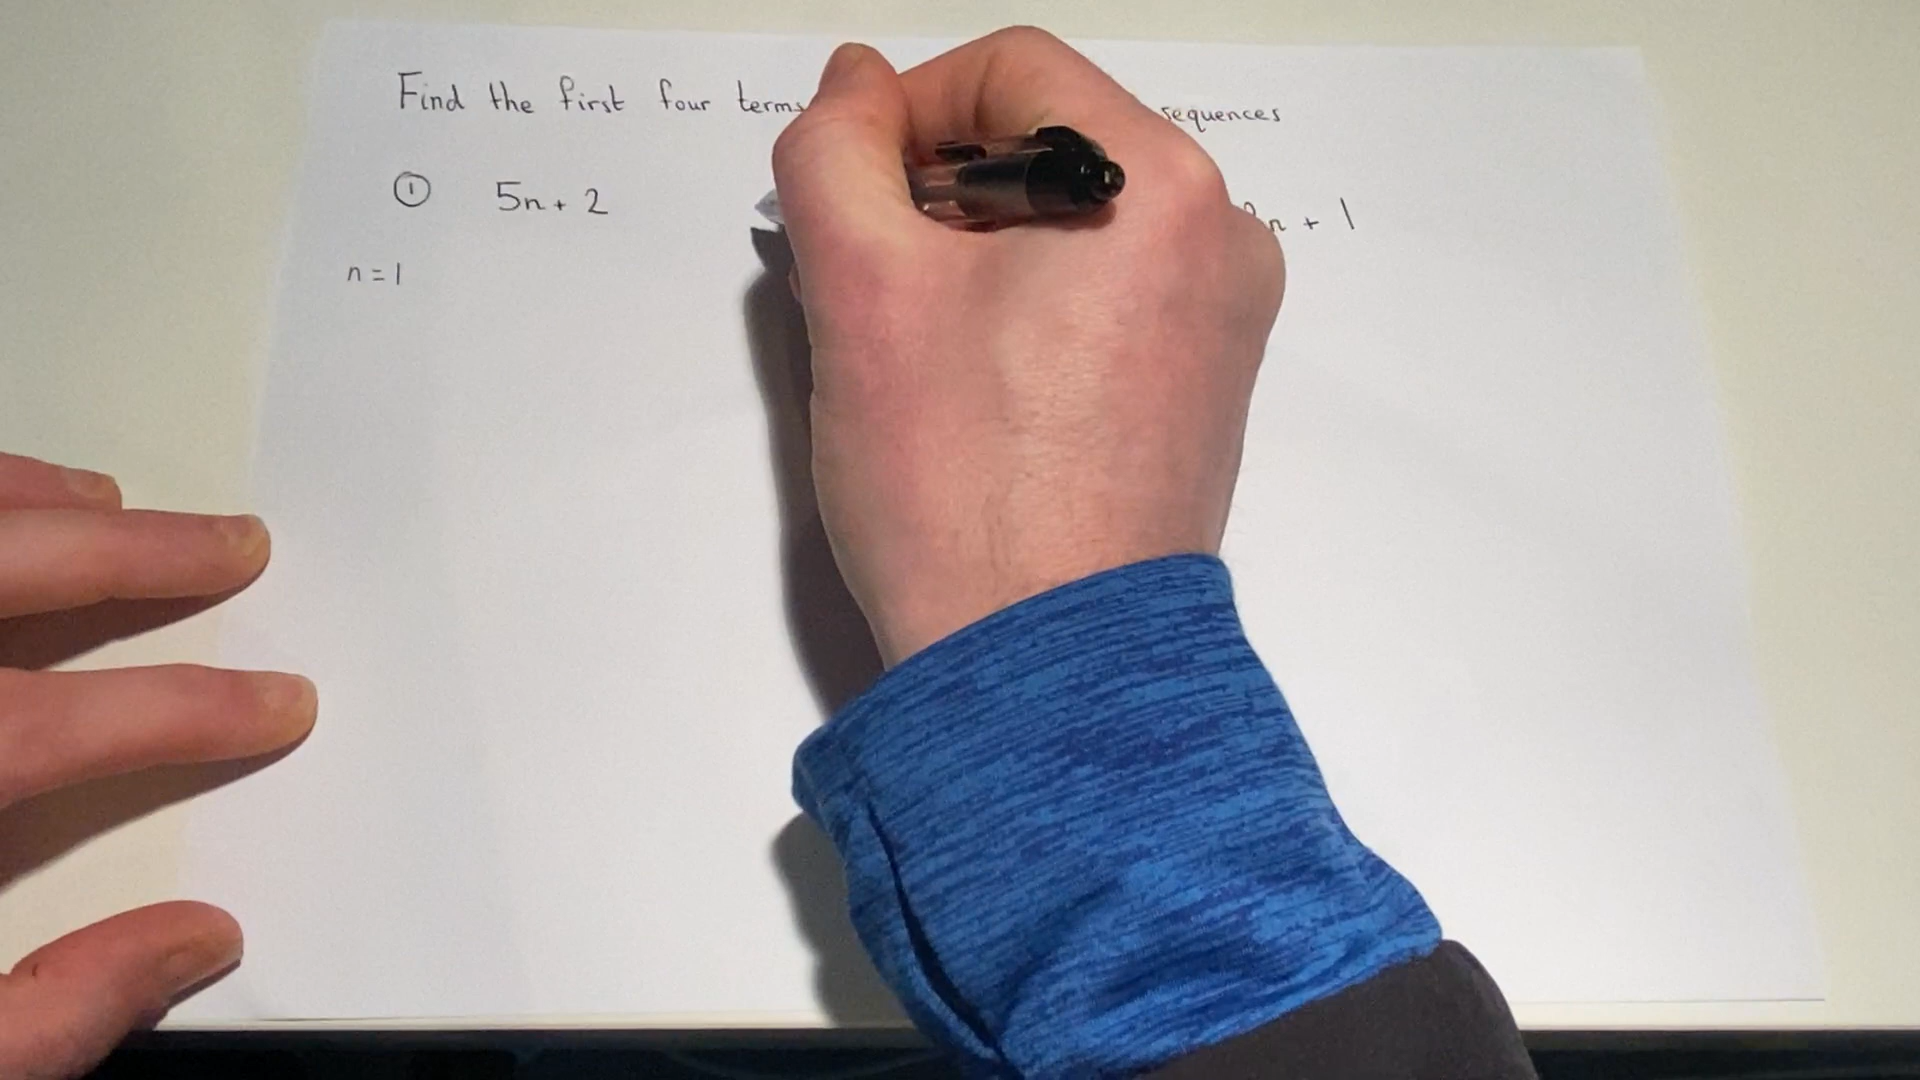 Find the first four terms sequences
① 5n + 2 n + 1
n = 1